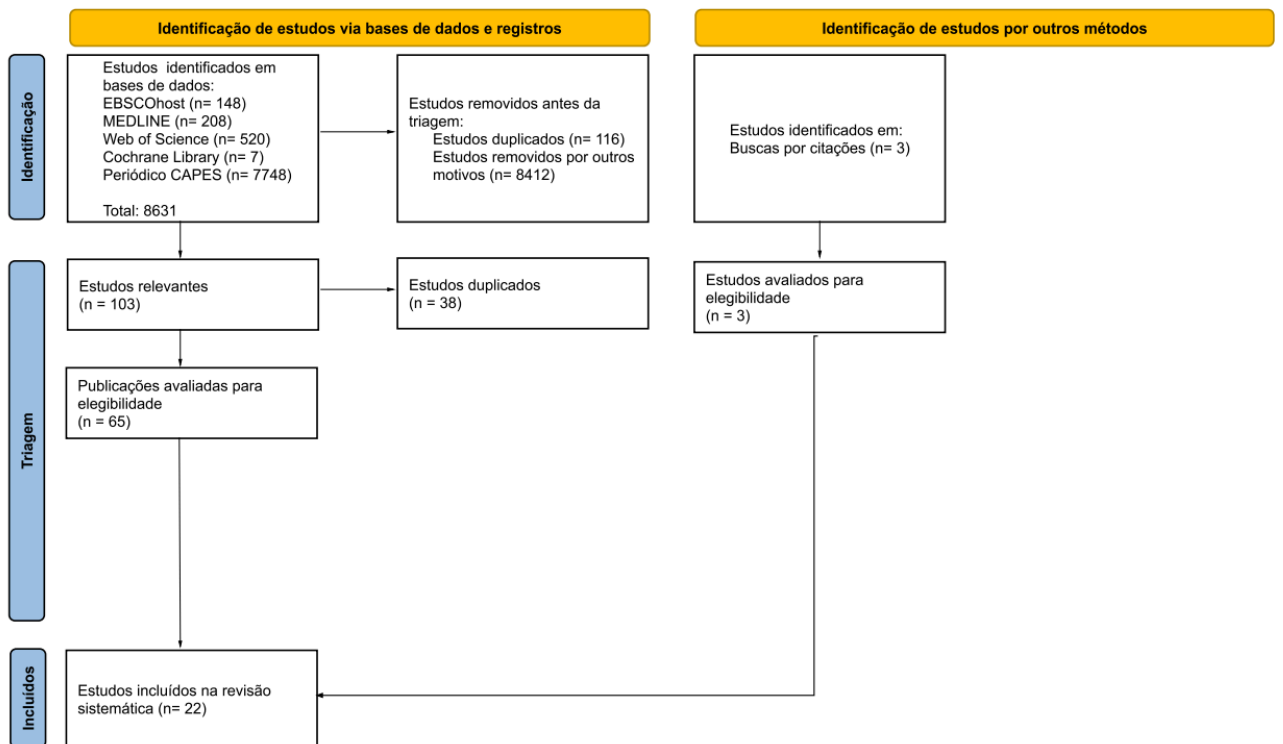 Identificação de estudos via bases de dados e registros
Identificação de estudos por outros métodos
Identificação
Estudos identificados em
bases de dados:
EBSCOhost (n= 148)
MEDLINE (n= 208)
Web of Science (n= 520)
Cochrane Library (n= 7)
Periódico CAPES (n= 7748)
Total: 8631
Estudos removidos antes da
triagem:
Estudos duplicados (n= 116)
Estudos removidos por outros
motivos (n= 8412)
Estudos identificados em:
Buscas por citações (n= 3)
Triagem
Estudos relevantes
(n = 103)
Estudos duplicados
(n = 38)
Estudos avaliados para
elegibilidade
(n = 3)
Publicações avaliadas para
elegibilidade
(n = 65)
Incluídos
Estudos incluídos na revisão
sistemática (n= 22)